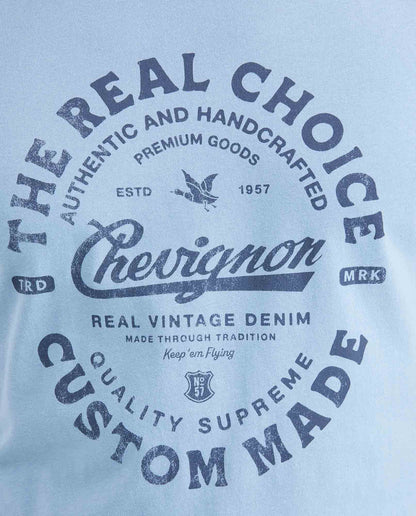 THE REAL CHOICE
AUTHENTIC AND HANDCRAFTED
PREMIUM GOODS
ESTD 1957
Chevignon
TRD MRK
REAL VINTAGE DENIM
MADE THROUGH TRADITION
Keep'em Flying
No 57
QUALITY SUPREME
CUSTOM MADE